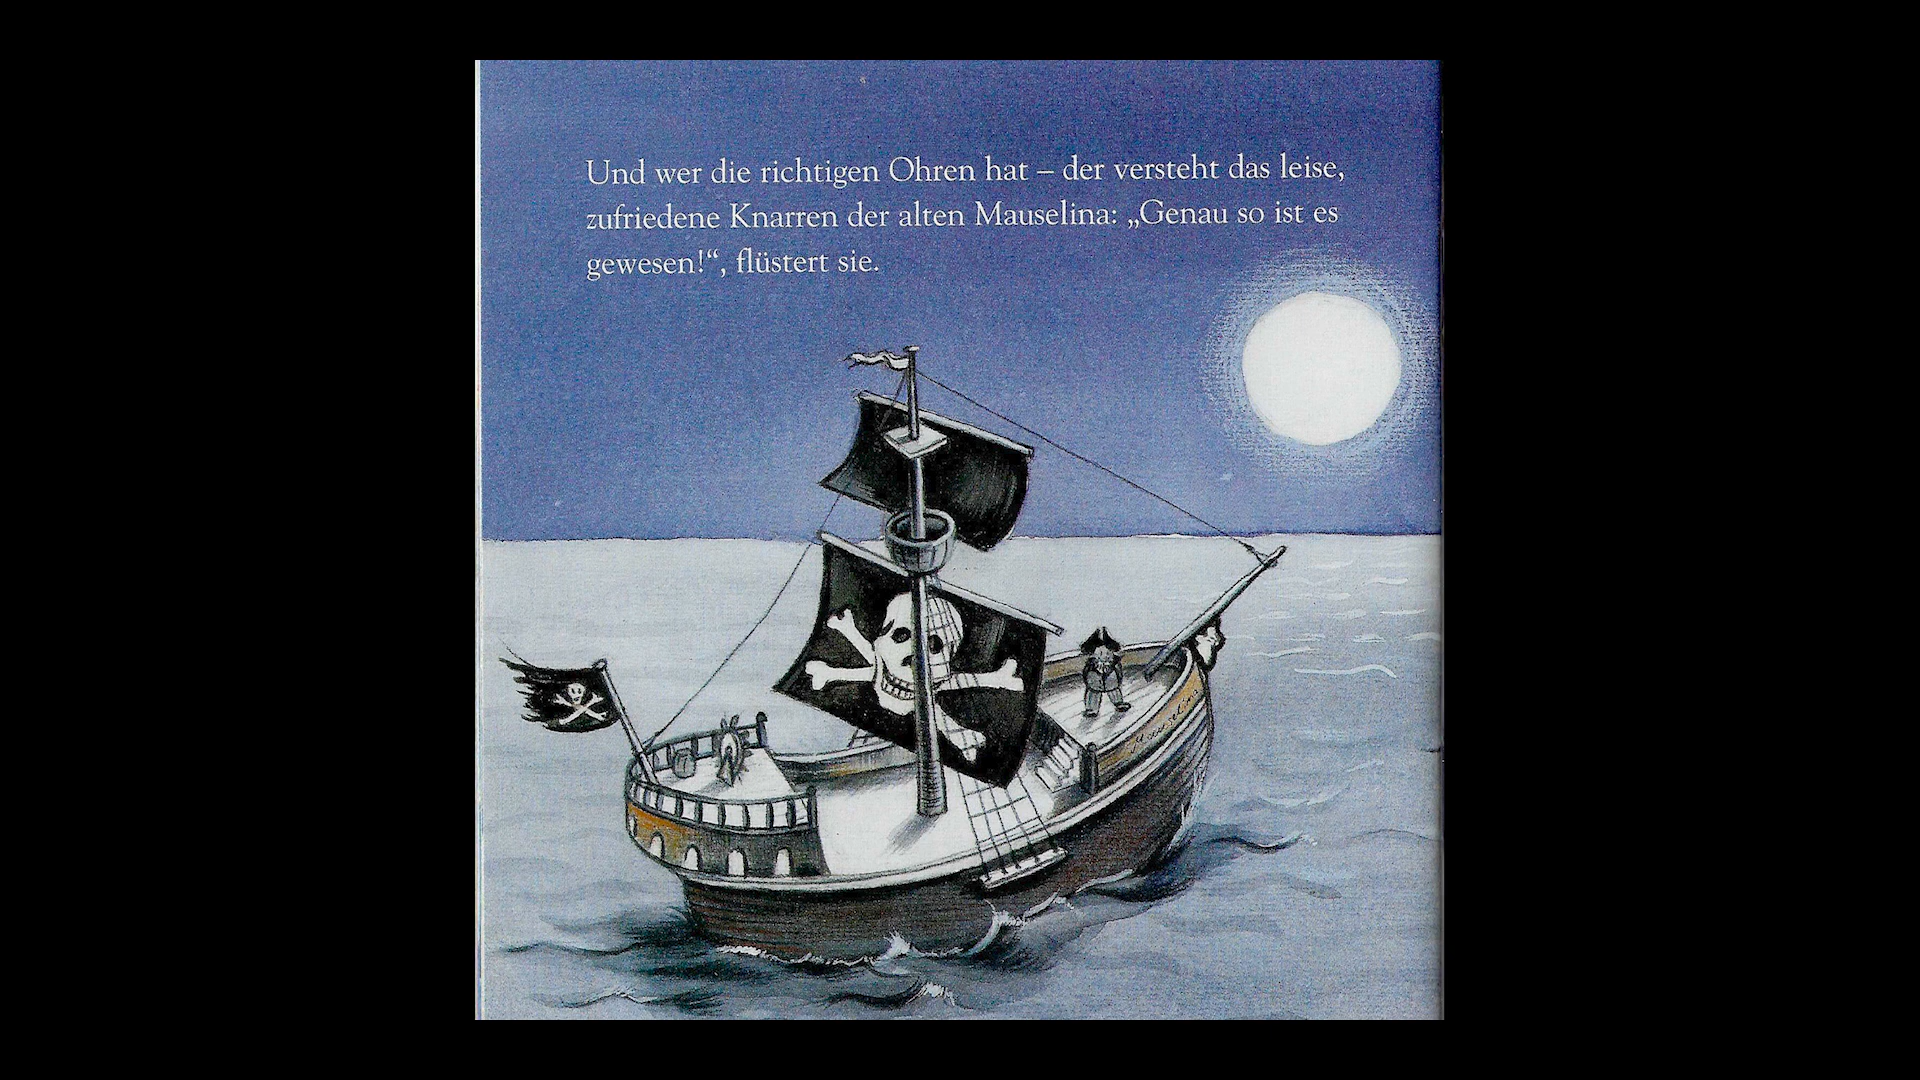 Und wer die richtigen Ohren hat – der versteht das leise,
zufriedene Knarren der alten Mauselina: „Genau so ist es
gewesen!“, flüstert sie.
Mauselina